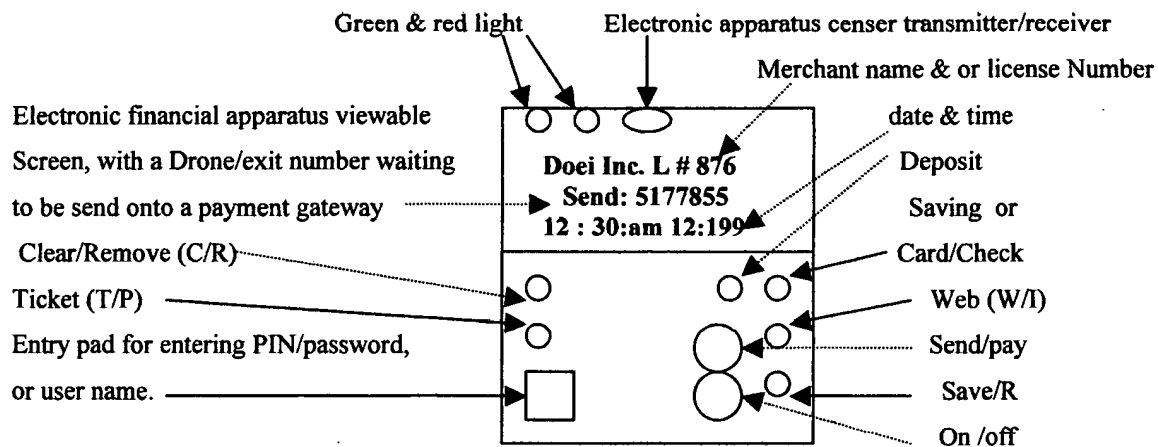 Green & red light
Electronic apparatus censer transmitter/receiver
Merchant name & or license Number
Electronic financial apparatus viewable
date & time
Screen, with a Drone/exit number waiting
Deposit
to be send onto a payment gateway
Saving or
Doei Inc. L # 876
Send: 5177855
12 : 30:am 12:199
Clear/Remove (C/R)
Card/Check
Ticket (T/P)
Web (W/I)
Entry pad for entering PIN/password,
Send/pay
or user name.
Save/R
On /off